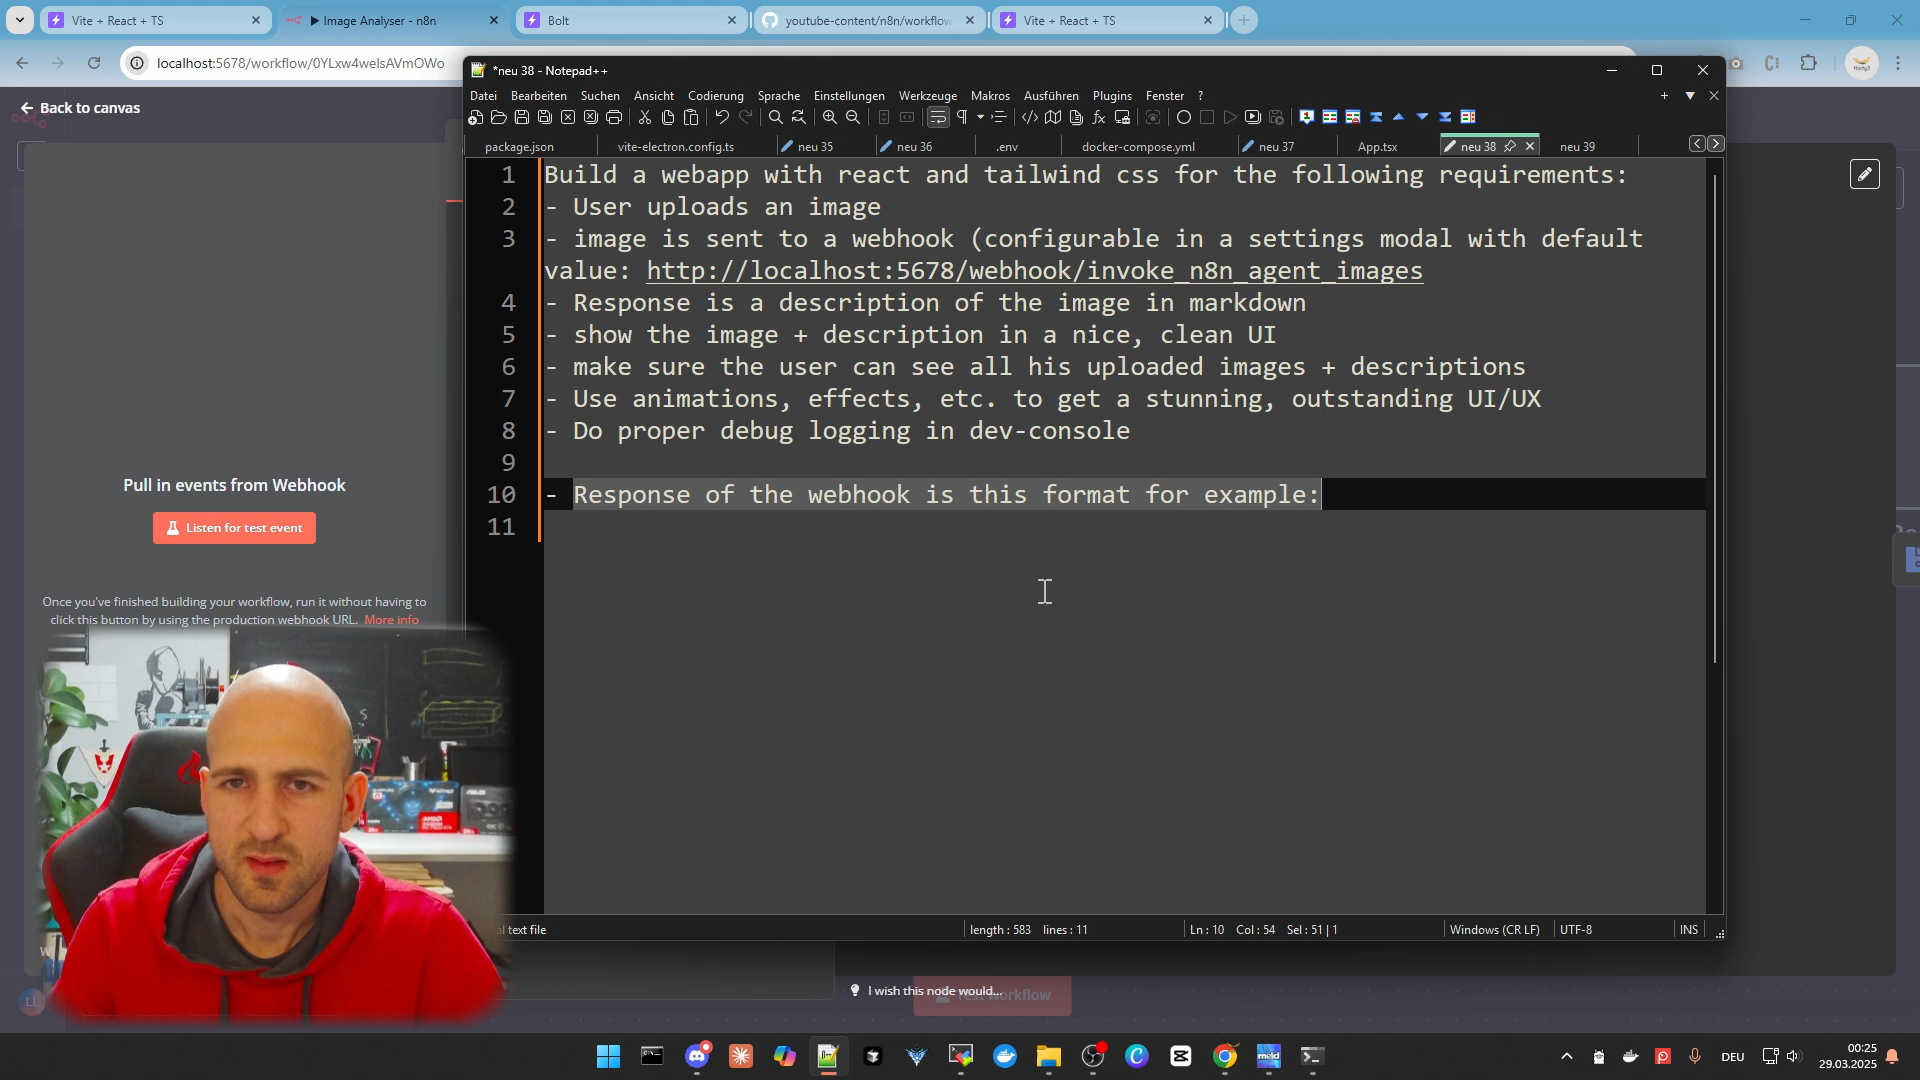 Vite + React + TS
▶ Image Analyser - n8n
Bolt
youtube-content/n8n/workflow
Vite + React + TS
localhost:5678/workflow/0YLxw4welsAVmOWo
*neu 38 - Notepad++
Datei Bearbeiten Suchen Ansicht Codierung Sprache Einstellungen Werkzeuge Makros Ausführen Plugins Fenster ?
package.json vite-electron.config.ts neu 35 neu 36 .env docker-compose.yml neu 37 App.tsx neu 38 neu 39
Back to canvas
1 Build a webapp with react and tailwind css for the following requirements:
2 - User uploads an image
3 - image is sent to a webhook (configurable in a settings modal with default
value: http://localhost:5678/webhook/invoke_n8n_agent_images
4 - Response is a description of the image in markdown
5 - show the image + description in a nice, clean UI
6 - make sure the user can see all his uploaded images + descriptions
7 - Use animations, effects, etc. to get a stunning, outstanding UI/UX
8 - Do proper debug logging in dev-console
9
10 - Response of the webhook is this format for example:
11
Pull in events from Webhook
Listen for test event
Once you've finished building your workflow, run it without having to
click this button by using the production webhook URL. More info
al text file
length : 583 lines : 11
Ln : 10 Col : 54 Sel : 51 | 1
Windows (CR LF)
UTF-8
INS
I wish this node would...
workflow
DEU
00:25
29.03.2025